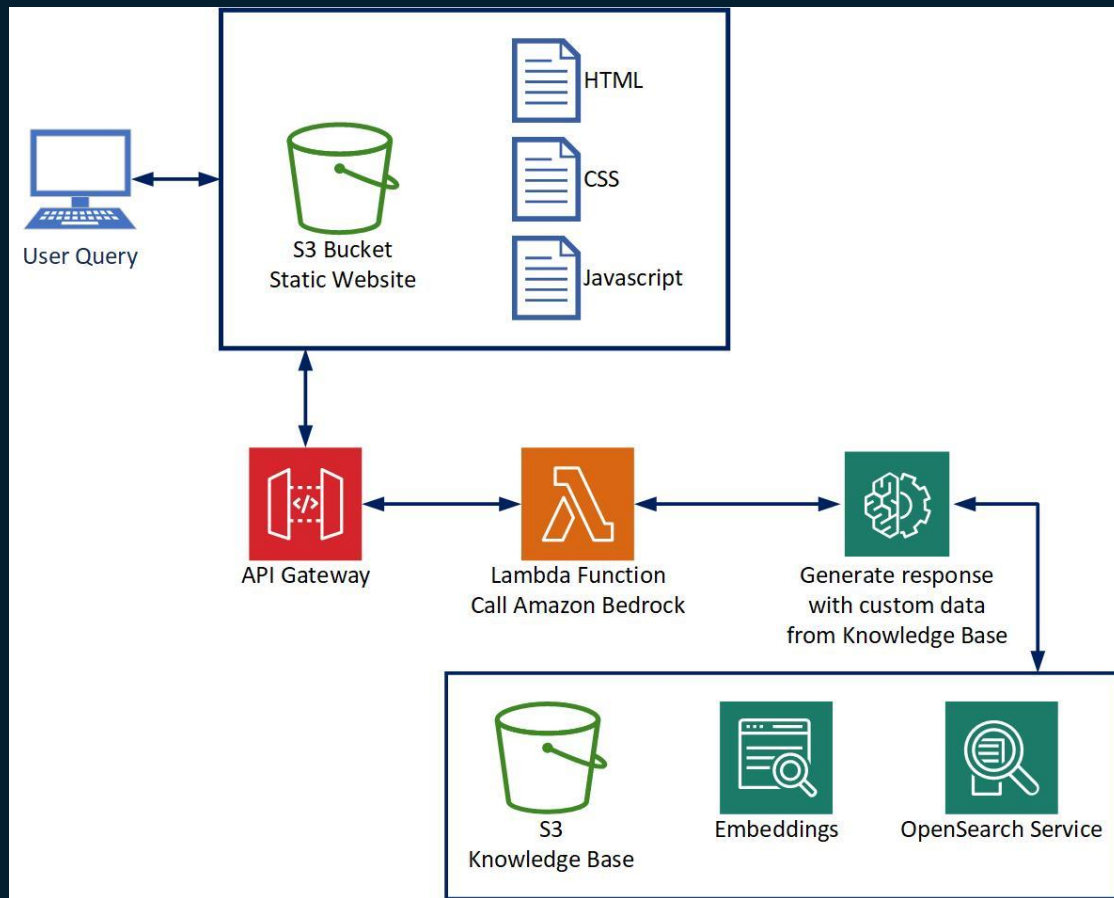 HTML
CSS
Javascript
User Query
S3 Bucket
Static Website
</>
API Gateway
Lambda Function
Call Amazon Bedrock
Generate response
with custom data
from Knowledge Base
S3
Knowledge Base
Embeddings
OpenSearch Service